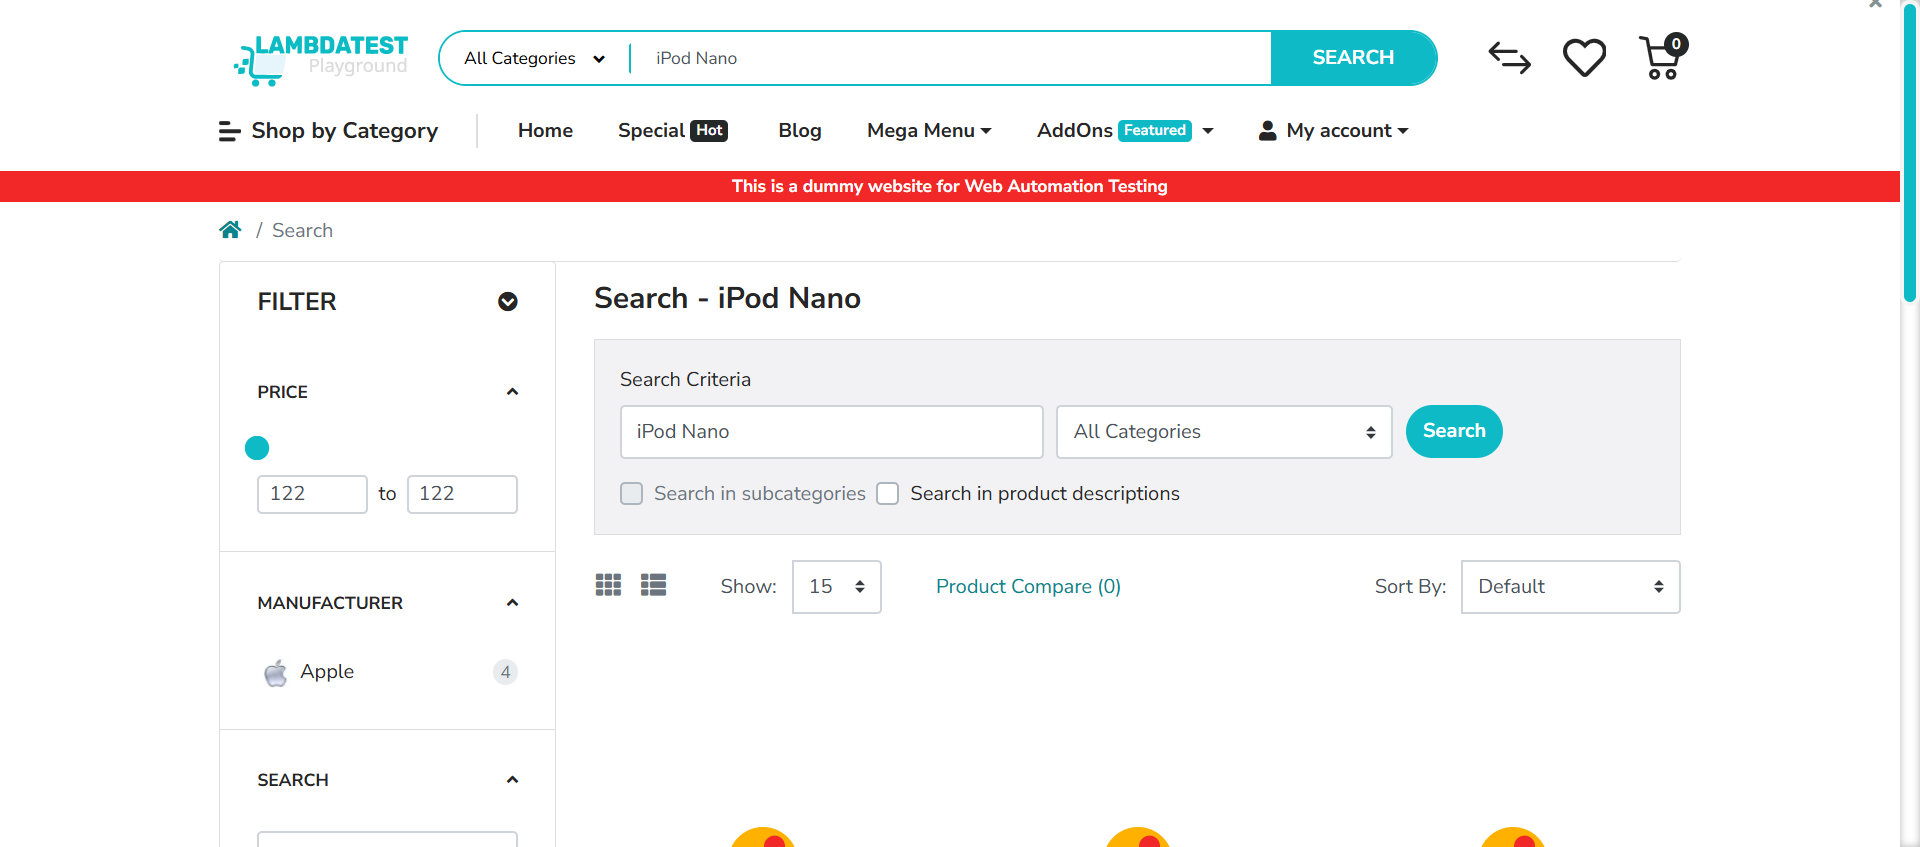 LAMBDATEST
Playground
All Categories
iPod Nano
SEARCH
0
Shop by Category
Home
Special Hot
Blog
Mega Menu
AddOns Featured
My account
This is a dummy website for Web Automation Testing
/ Search
FILTER
PRICE
122 to 122
MANUFACTURER
Apple 4
SEARCH
Search - iPod Nano
Search Criteria
iPod Nano
All Categories
Search
Search in subcategories
Search in product descriptions
Show: 15
Product Compare (0)
Sort By: Default